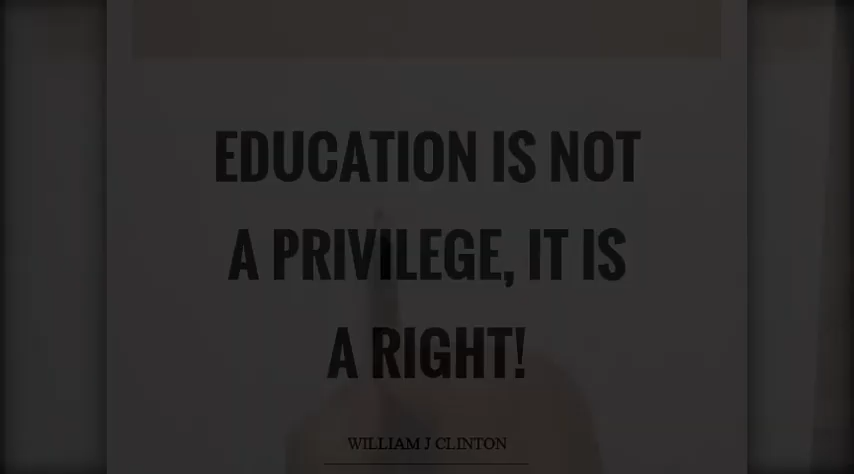 EDUCATION IS NOT
A PRIVILEGE, IT IS
A RIGHT!
WILLIAM J CLINTON